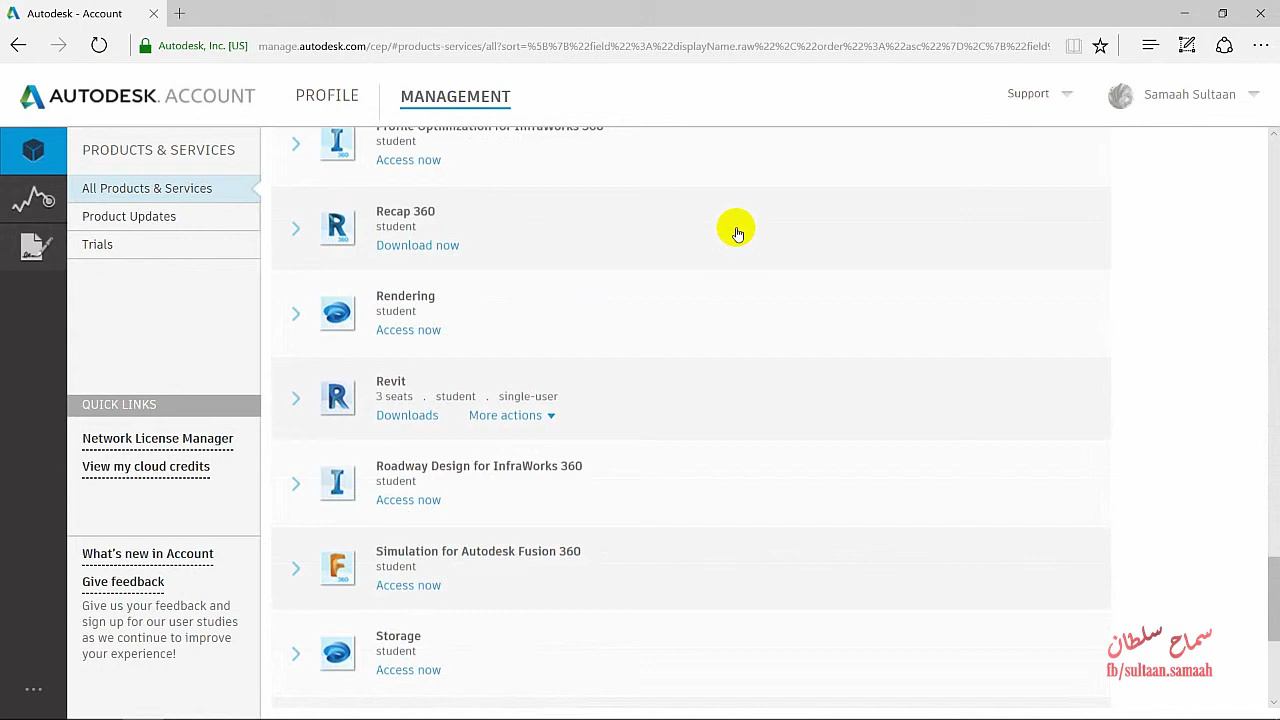 Autodesk - Account
Autodesk, Inc. [US]
manage.autodesk.com/cep/#products-services/all?sort=%5B%7B%22field%22%3A%22displayName.raw%22%2C%22order%22%3A%22asc%22%7D%2C%7B%22field%
AUTODESK. ACCOUNT
PROFILE
MANAGEMENT
Support
Samaah Sultaan
PRODUCTS & SERVICES
All Products & Services
Product Updates
Trials
QUICK LINKS
Network License Manager
View my cloud credits
What's new in Account
Give feedback
Give us your feedback and
sign up for our user studies
as we continue to improve
your experience!
Profile Optimization for InfraWorks 360
student
Access now
Recap 360
student
Download now
Rendering
student
Access now
Revit
3 seats . student . single-user
Downloads More actions
Roadway Design for InfraWorks 360
student
Access now
Simulation for Autodesk Fusion 360
student
Access now
Storage
student
Access now
سماح سلطان
fb/sultaan.samaah